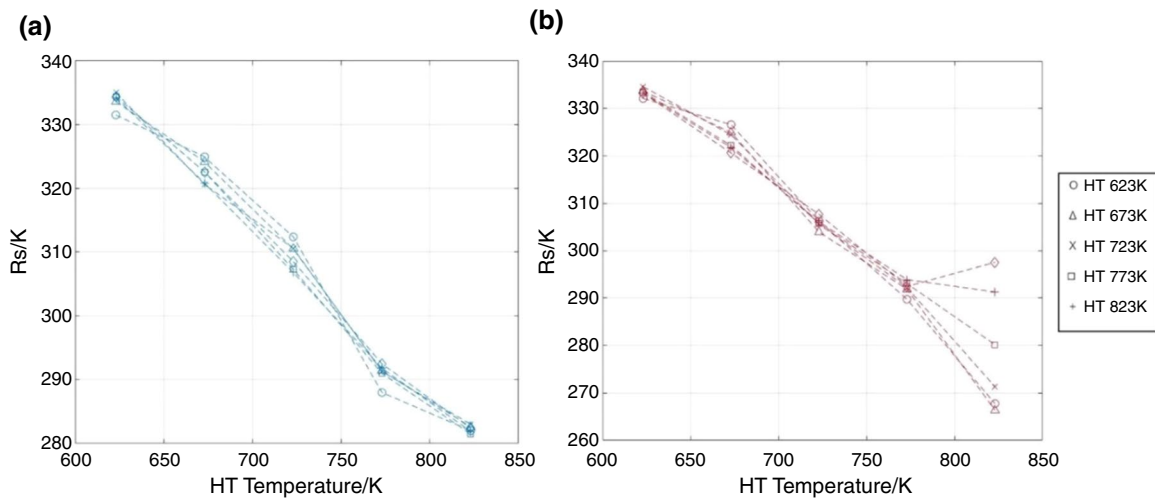 (a)
340
330
320
310
300
290
280
Rs/K
600 650 700 750 800 850
HT Temperature/K
(b)
340
330
320
310
300
290
280
270
260
Rs/K
600 650 700 750 800 850
HT Temperature/K
HT 623K
HT 673K
HT 723K
HT 773K
HT 823K